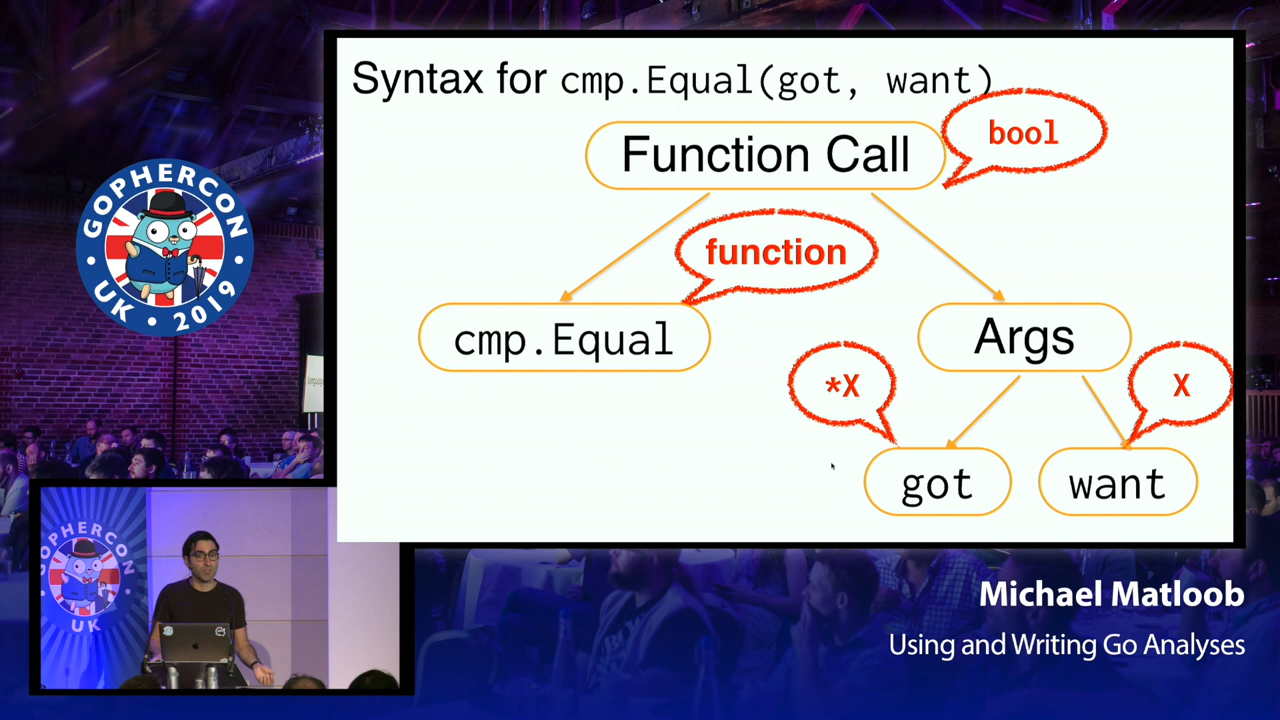 Syntax for cmp.Equal(got, want)
Function Call
bool
function
cmp.Equal
Args
*X
X
got
want
GOPHERCON
UK • 2019
GOPHERCON
UK
Michael Matloob
Using and Writing Go Analyses